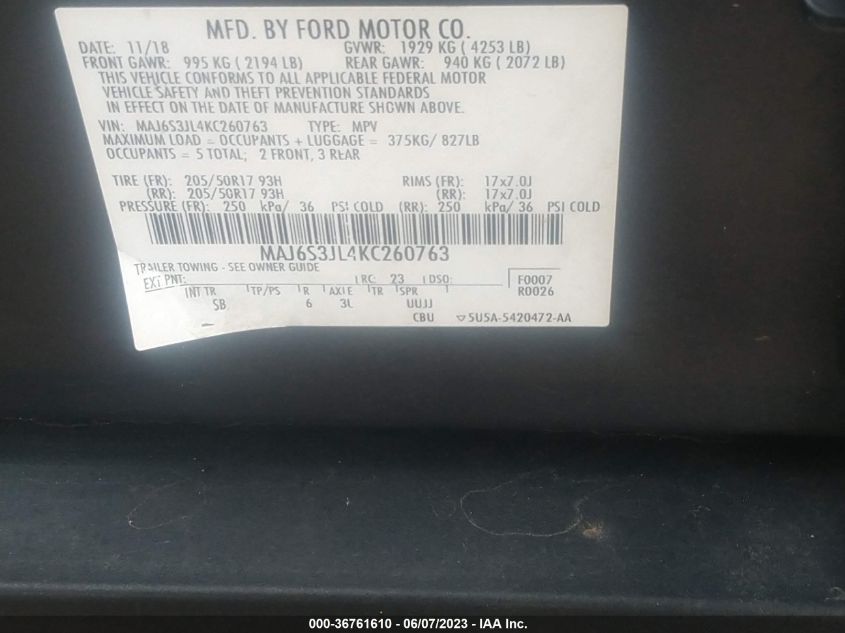 MFD. BY FORD MOTOR CO.
DATE: 11/18 GVWR: 1929 KG ( 4253 LB)
FRONT GAWR: 995 KG ( 2194 LB) REAR GAWR: 940 KG ( 2072 LB)
THIS VEHICLE CONFORMS TO ALL APPLICABLE FEDERAL MOTOR
VEHICLE SAFETY AND THEFT PREVENTION STANDARDS
IN EFFECT ON THE DATE OF MANUFACTURE SHOWN ABOVE.
VIN: MAJ6S3JL4KC260763 TYPE: MPV
MAXIMUM LOAD = OCCUPANTS + LUGGAGE = 375KG/ 827LB
OCCUPANTS = 5 TOTAL; 2 FRONT, 3 REAR
TIRE (FR): 205/50R17 93H RIMS (FR): 17x7.0J
(RR): 205/50R17 93H (RR): 17x7.0J
PRESSURE (FR): 250 kPa/ 36 PSI COLD (RR): 250 kPa/ 36 PSI COLD
MAJ6S3JL4KC260763
TRAILER TOWING - SEE OWNER GUIDE
EXT PNT: RC: 23 DSO: F0007
INT TR TP/PS R AXLE TR SPR R0026
SB 6 3L UUJJ
CBU ▽5U5A-5420472-AA
000-36761610 - 06/07/2023 - IAA Inc.